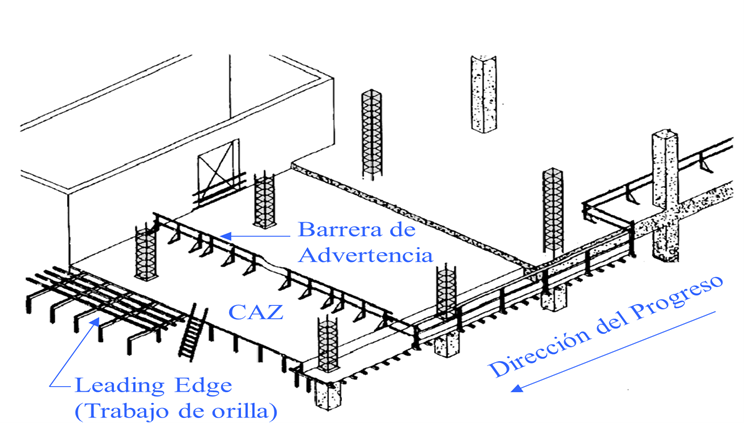 Barrera de
Advertencia
CAZ
Dirección del Progreso
Leading Edge
(Trabajo de orilla)